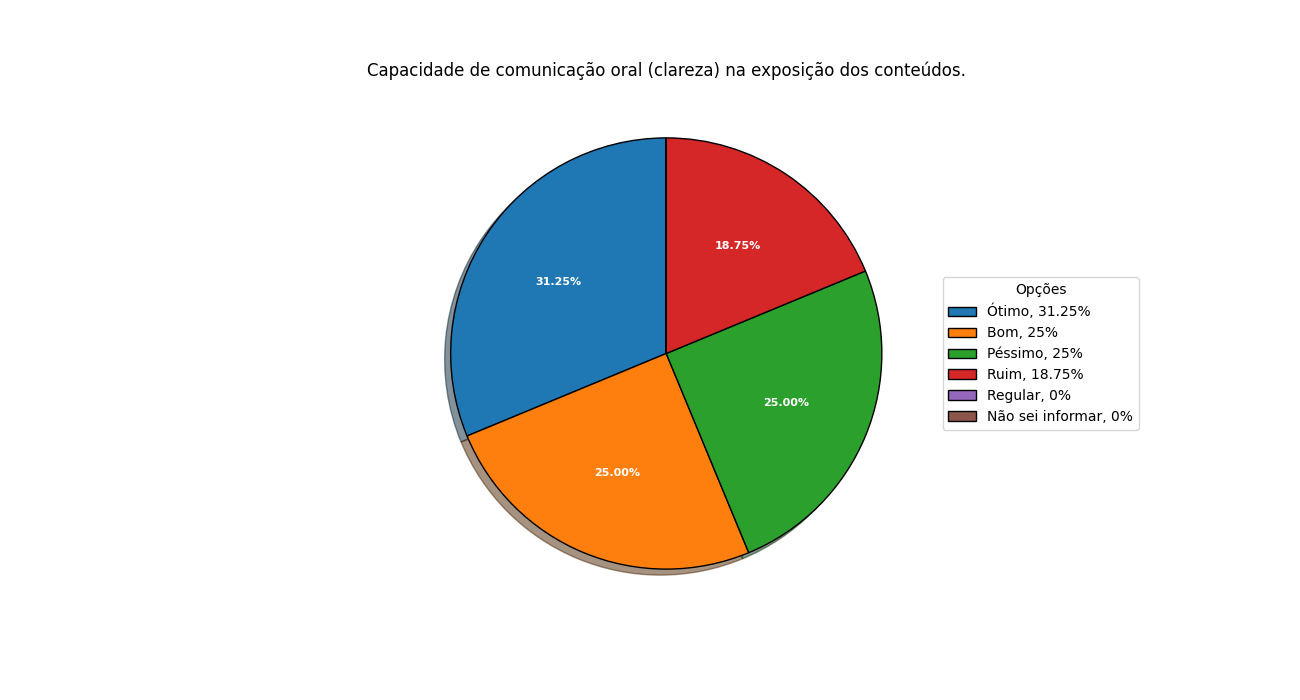 Capacidade de comunicação oral (clareza) na exposição dos conteúdos.
18.75%
31.25%
25.00%
25.00%
Opções
Ótimo, 31.25%
Bom, 25%
Péssimo, 25%
Ruim, 18.75%
Regular, 0%
Não sei informar, 0%